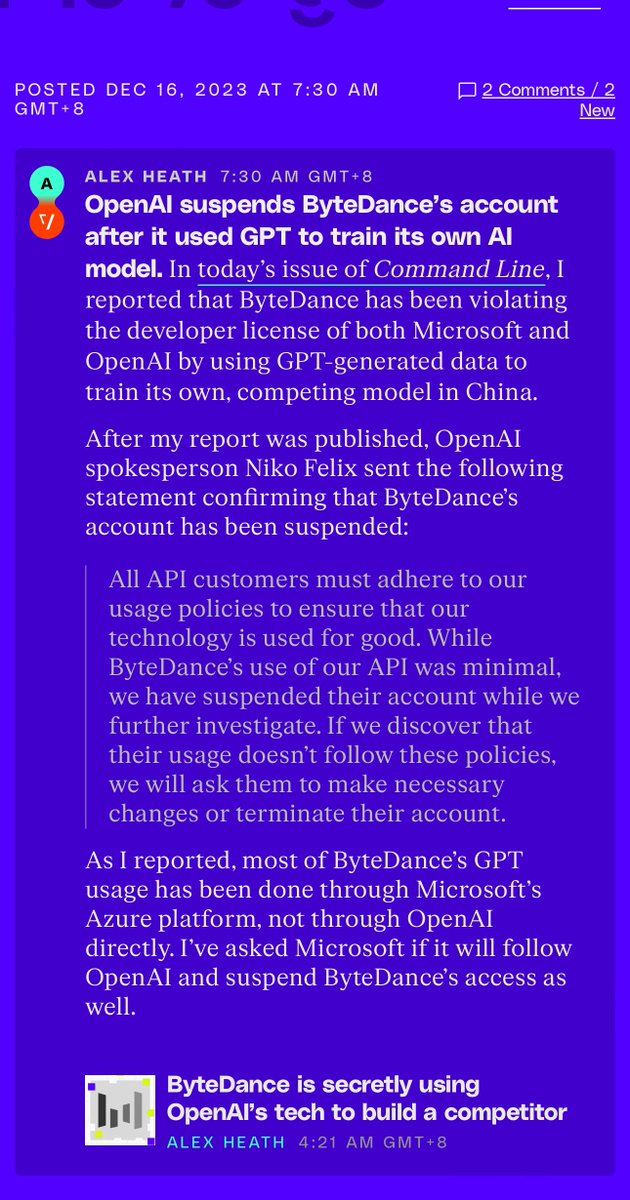 POSTED DEC 16, 2023 AT 7:30 AM
GMT+8
2 Comments / 2
New
A
ALEX HEATH 7:30 AM GMT+8
OpenAI suspends ByteDance’s account
after it used GPT to train its own AI
model. In today’s issue of Command Line, I
reported that ByteDance has been violating
the developer license of both Microsoft and
OpenAI by using GPT-generated data to
train its own, competing model in China.
After my report was published, OpenAI
spokesperson Niko Felix sent the following
statement confirming that ByteDance’s
account has been suspended:
All API customers must adhere to our
usage policies to ensure that our
technology is used for good. While
ByteDance’s use of our API was minimal,
we have suspended their account while we
further investigate. If we discover that
their usage doesn’t follow these policies,
we will ask them to make necessary
changes or terminate their account.
As I reported, most of ByteDance’s GPT
usage has been done through Microsoft’s
Azure platform, not through OpenAI
directly. I’ve asked Microsoft if it will follow
OpenAI and suspend ByteDance’s access as
well.
ByteDance is secretly using
OpenAI’s tech to build a competitor
ALEX HEATH 4:21 AM GMT+8